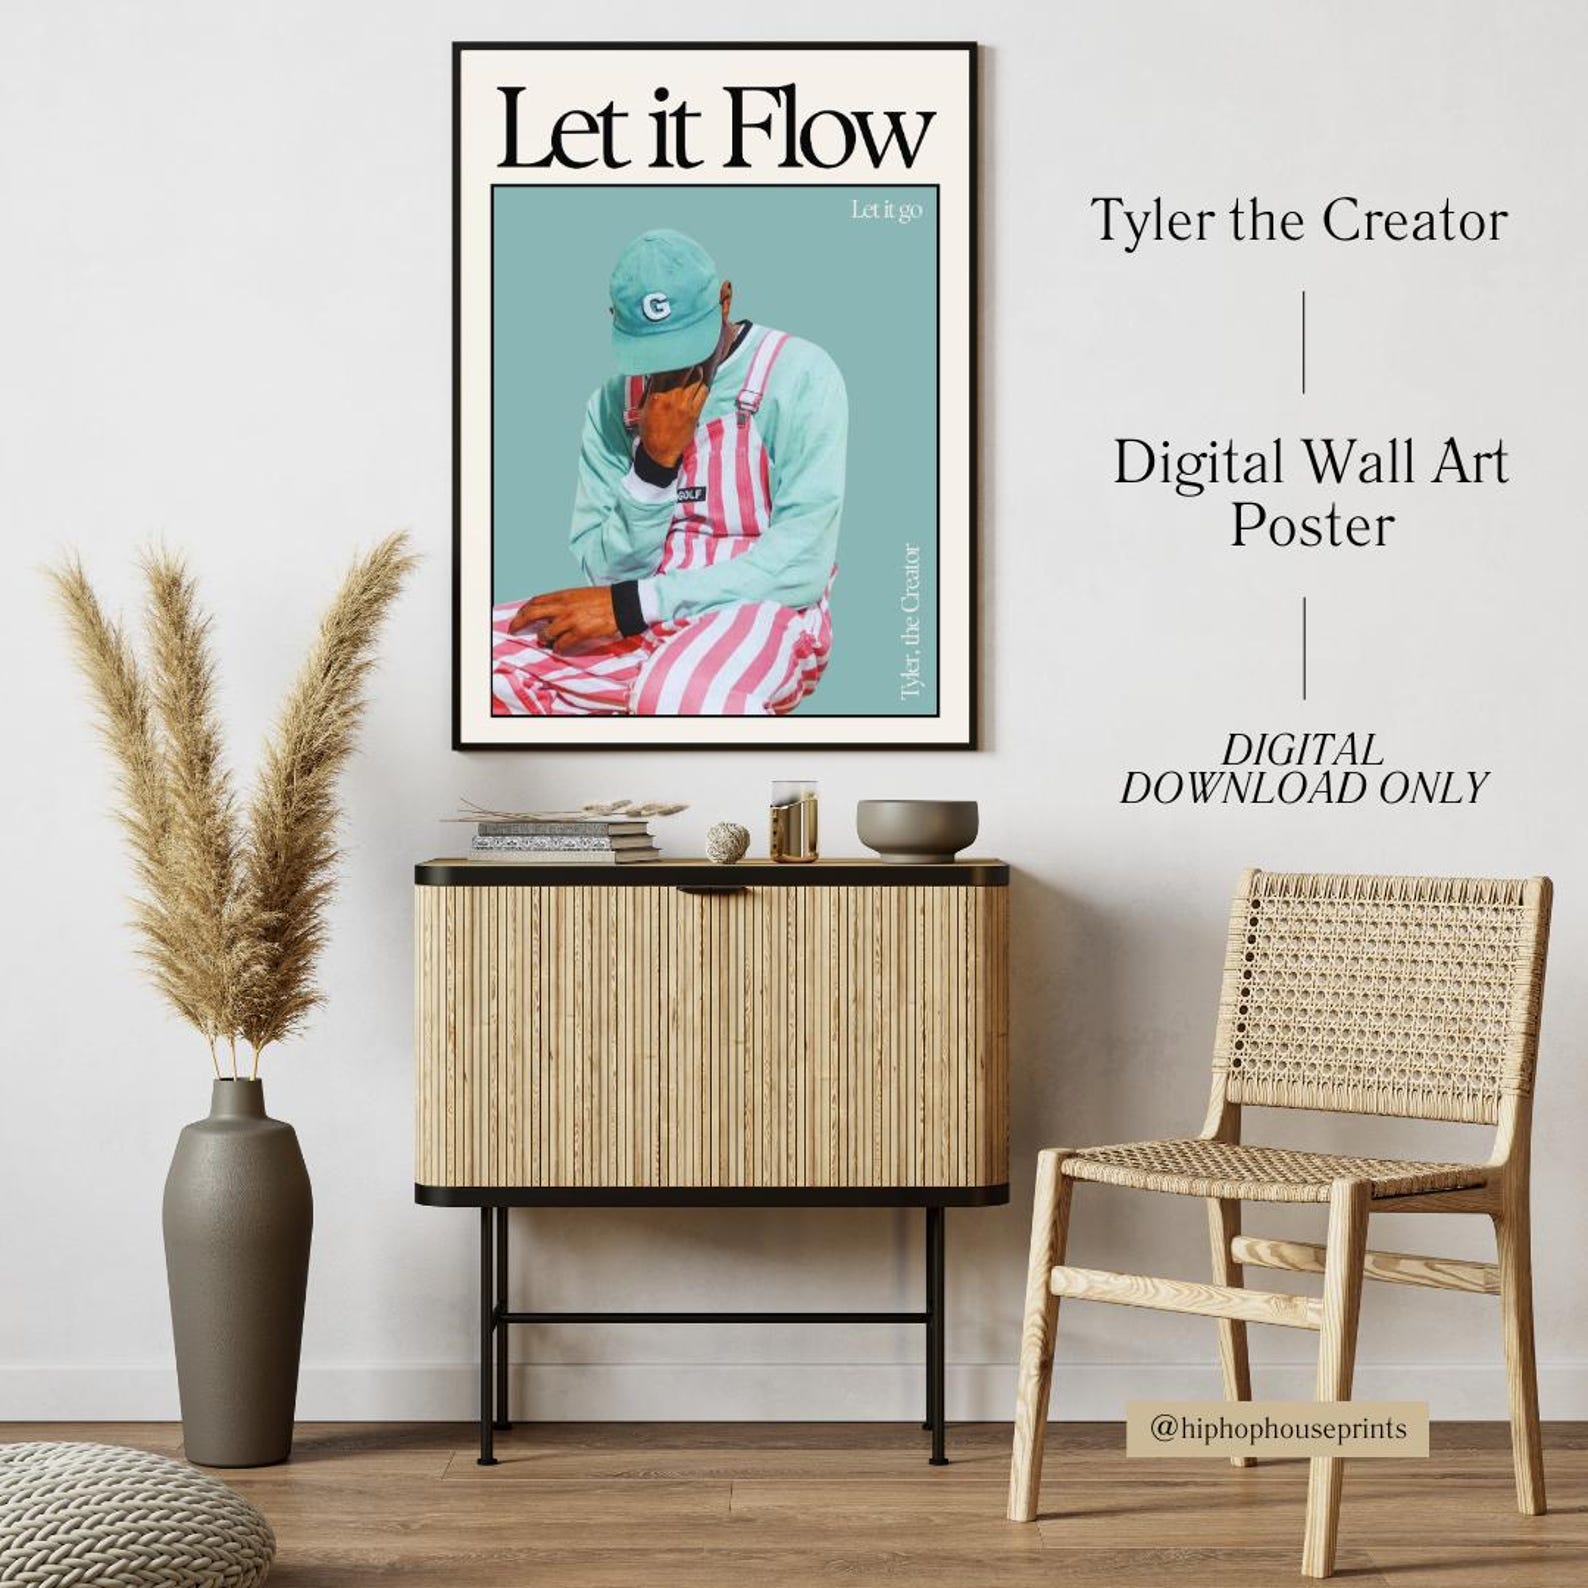 Let it Flow
Let it go
G
GOLF
Tyler, the Creator
Tyler the Creator
Digital Wall Art
Poster
DIGITAL
DOWNLOAD ONLY
@hiphophouseprints